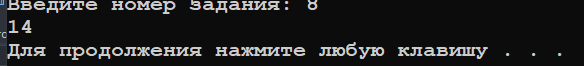 Введите номер задания: 8
14
Для продолжения нажмите любую клавишу . . .